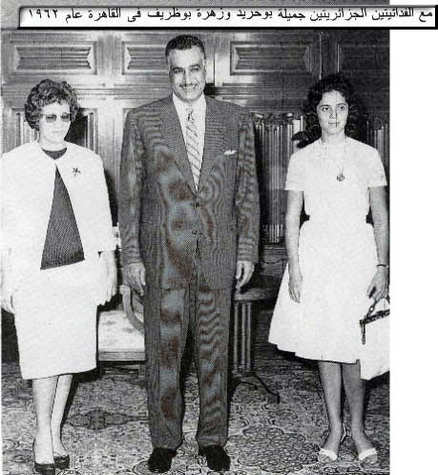 مع الفدائيتين الجزائريتين جميلة بوحريد وزهرة بوظريف فى القاهرة عام ١٩٦٢